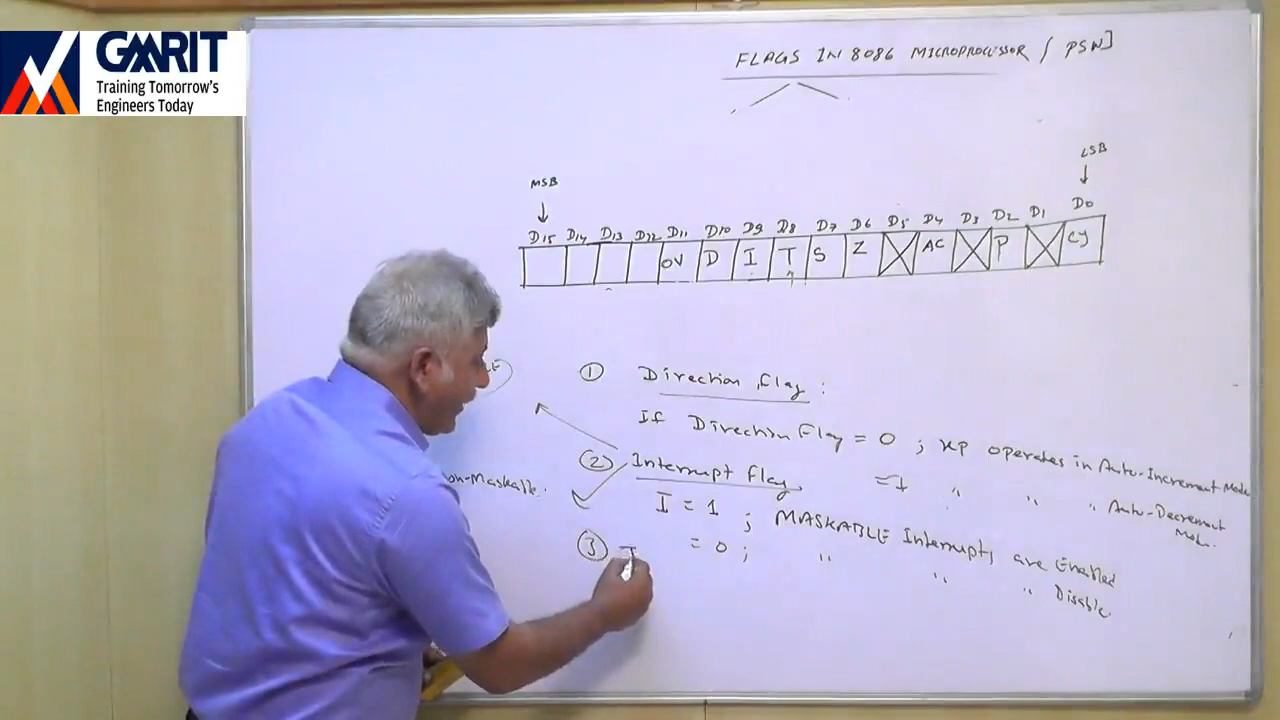 GMRIT
Training Tomorrow's
Engineers Today
FLAGS IN 8086 MICROPROCESSOR / PSW]
MSB
LSB
D15 D14 D13 D12 D11 D10 D9 D8 D7 D6 D5 D4 D3 D2 D1 D0
OV D I T S Z AC P CY
① Direction Flag :
If Direction Flag = 0 ; up operates in Auto-Increment Mode
= 1 " " " Auto-Decrement Mode.
(2) Interrupt Flag
on-Maskable.
I = 1 ; MASKABLE Interrupts are Enabled
= 0 ; " " " Disable
③ T